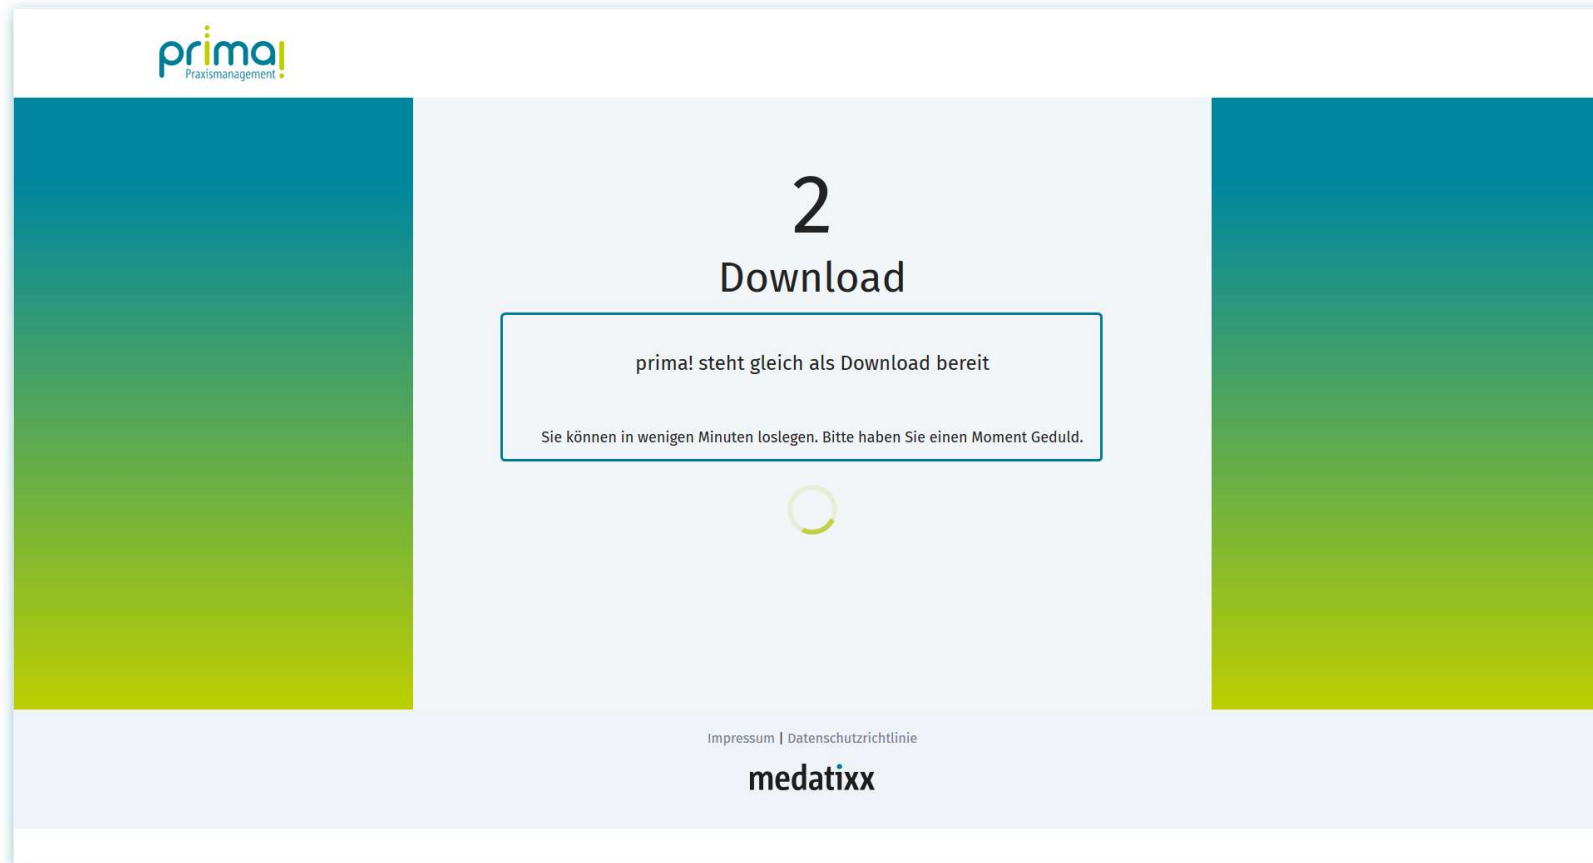 prima!
Praxismanagement
2
Download
prima! steht gleich als Download bereit
Sie können in wenigen Minuten loslegen. Bitte haben Sie einen Moment Geduld.
Impressum | Datenschutzrichtlinie
medatixx